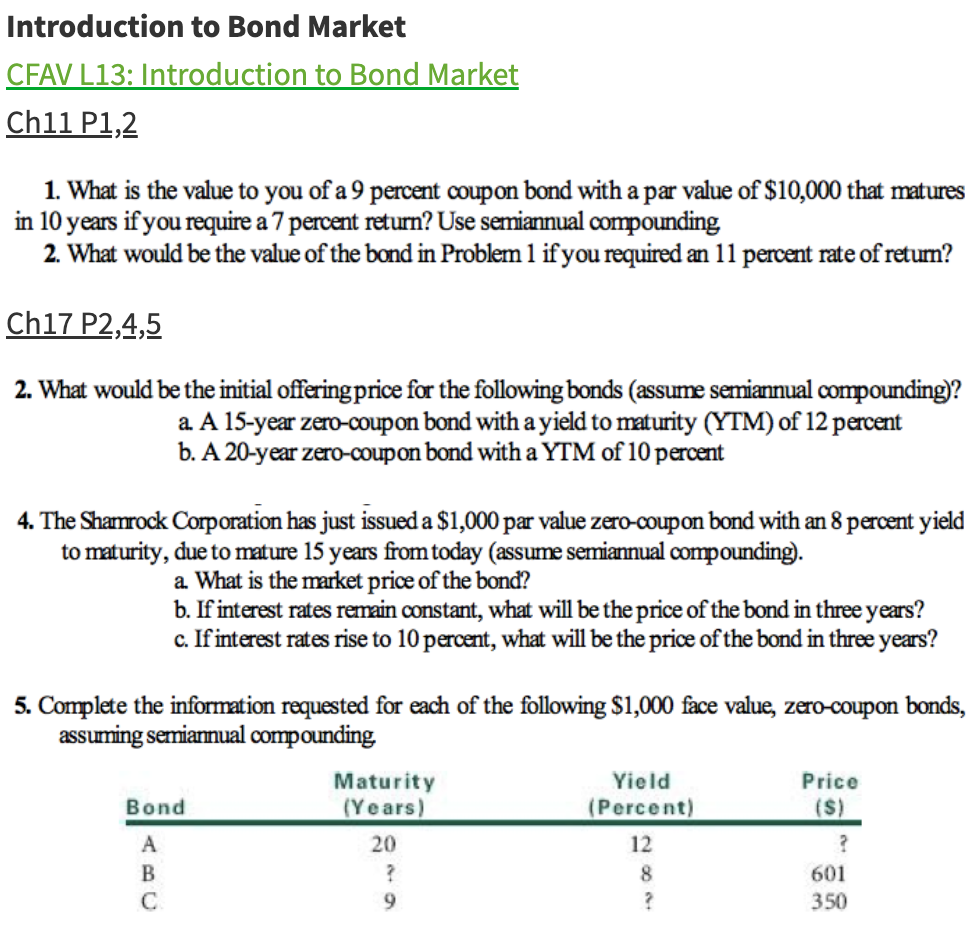 Introduction to Bond Market
CFAV L13: Introduction to Bond Market
Ch11 P1,2
1. What is the value to you of a 9 percent coupon bond with a par value of $10,000 that matures
in 10 years if you require a 7 percent return? Use semiannual compounding.
2. What would be the value of the bond in Problem 1 if you required an 11 percent rate of return?
Ch17 P2,4,5
2. What would be the initial offering price for the following bonds (assume semiannual compounding)?
a. A 15-year zero-coupon bond with a yield to maturity (YTM) of 12 percent
b. A 20-year zero-coupon bond with a YTM of 10 percent
4. The Shamrock Corporation has just issued a $1,000 par value zero-coupon bond with an 8 percent yield
to maturity, due to mature 15 years from today (assume semiannual compounding).
a. What is the market price of the bond?
b. If interest rates remain constant, what will be the price of the bond in three years?
c. If interest rates rise to 10 percent, what will be the price of the bond in three years?
5. Complete the information requested for each of the following $1,000 face value, zero-coupon bonds,
assuming semiannual compounding.
Maturity Yield Price
Bond (Years) (Percent) ($)
A 20 12 ?
B ? 8 601
C 9 ? 350